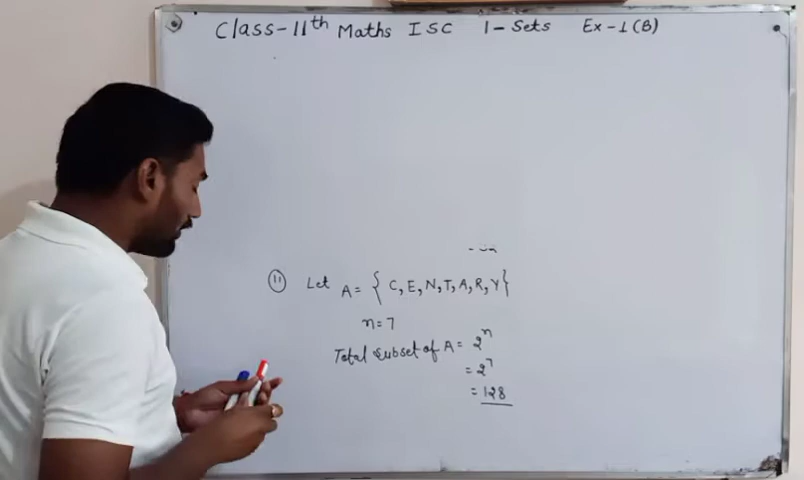 Class-11th Maths ISC 1-Sets Ex-1(B)
(11) Let A= { C, E, N, T, A, R, Y}
n=7
Total subset of A= 2^n
= 2^7
= 128